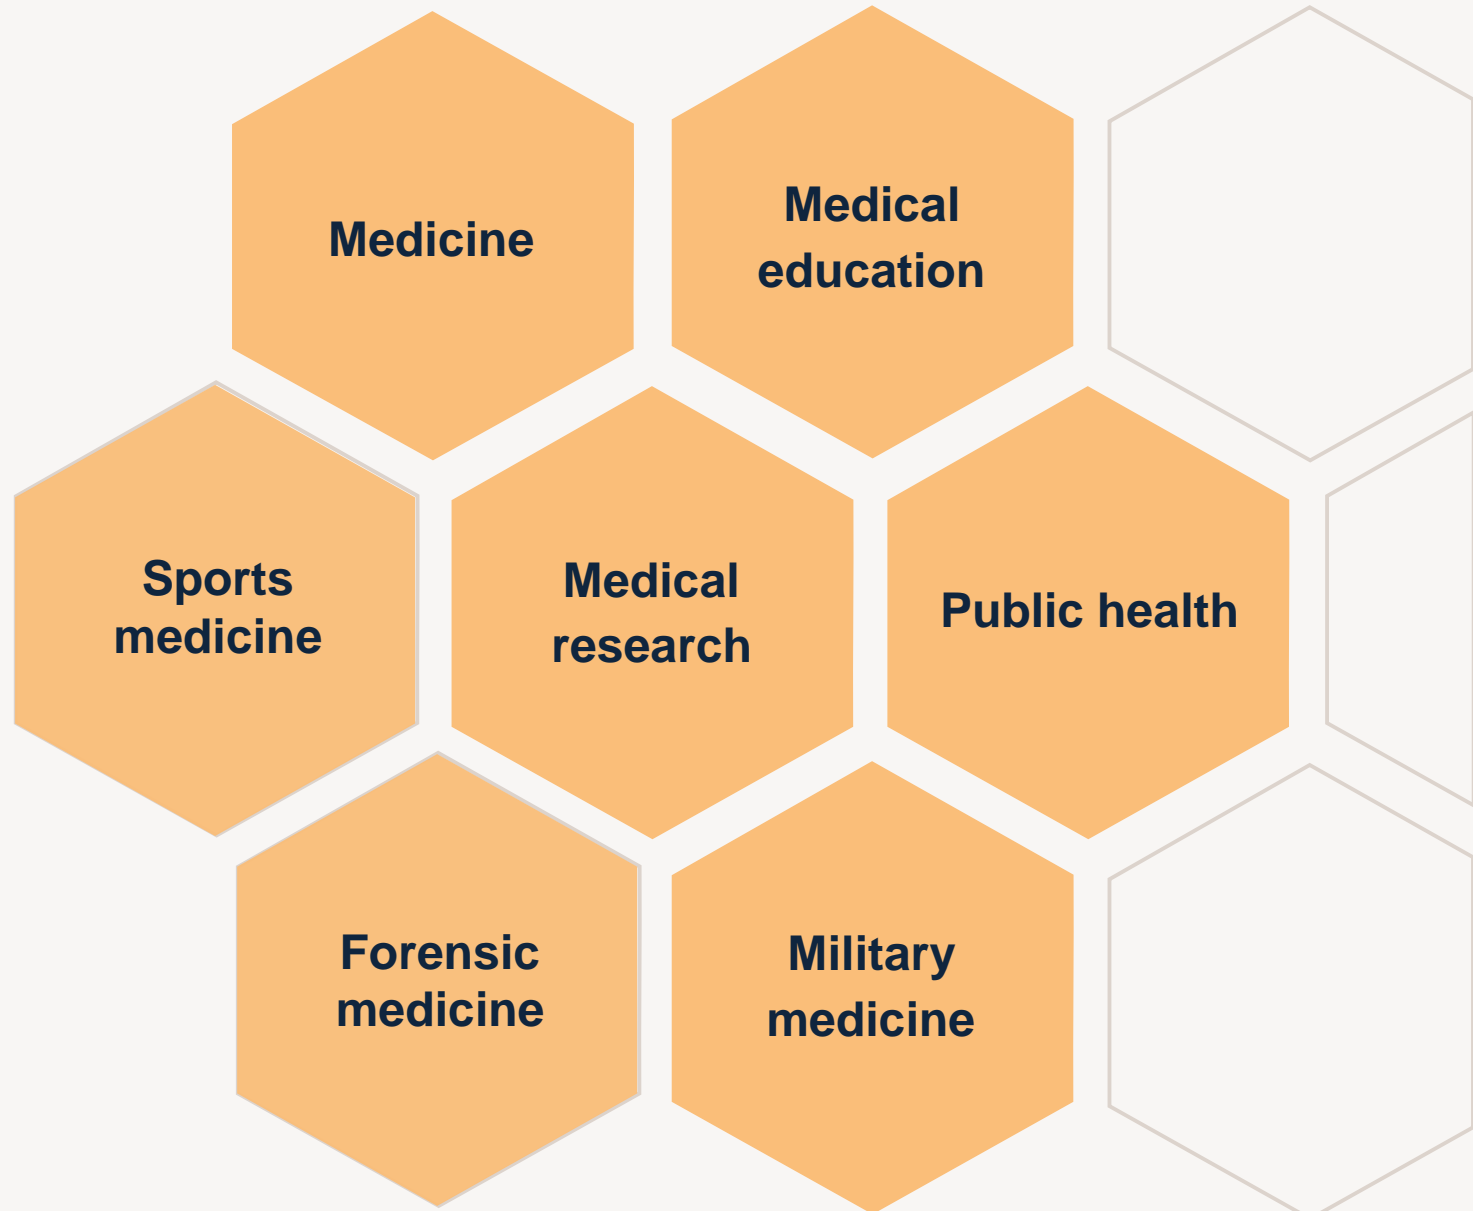 Medicine
Medical
education
Sports
medicine
Medical
research
Public health
Forensic
medicine
Military
medicine